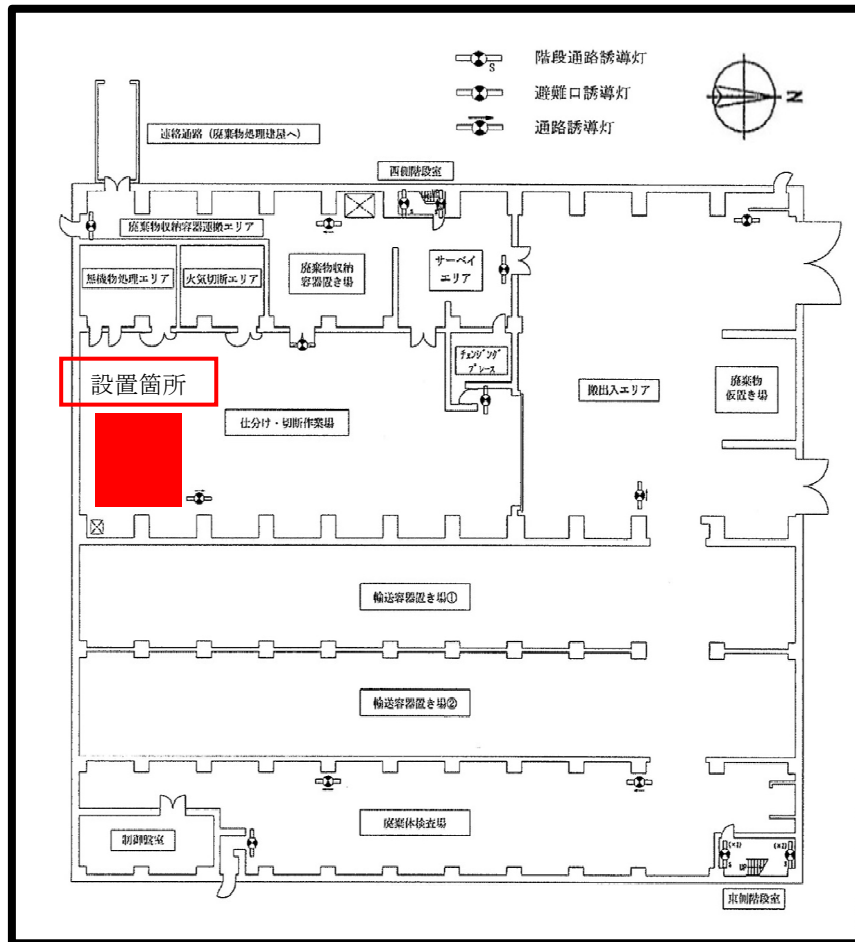 S
階段通路誘導灯
避難口誘導灯
通路誘導灯
N
連絡通路（廃棄物処理建屋へ）
西側階段室
廃棄物収納容器運搬エリア
無機物処理エリア
火気切断エリア
廃棄物収納
容器置き場
サーベイ
エリア
チェンジング
プレース
設置箇所
仕分け・切断作業場
搬出入エリア
廃棄物
仮置き場
輸送容器置き場①
輸送容器置き場②
廃棄体検査場
制御盤室
(×2)
(×2)
S
S
UP
東側階段室